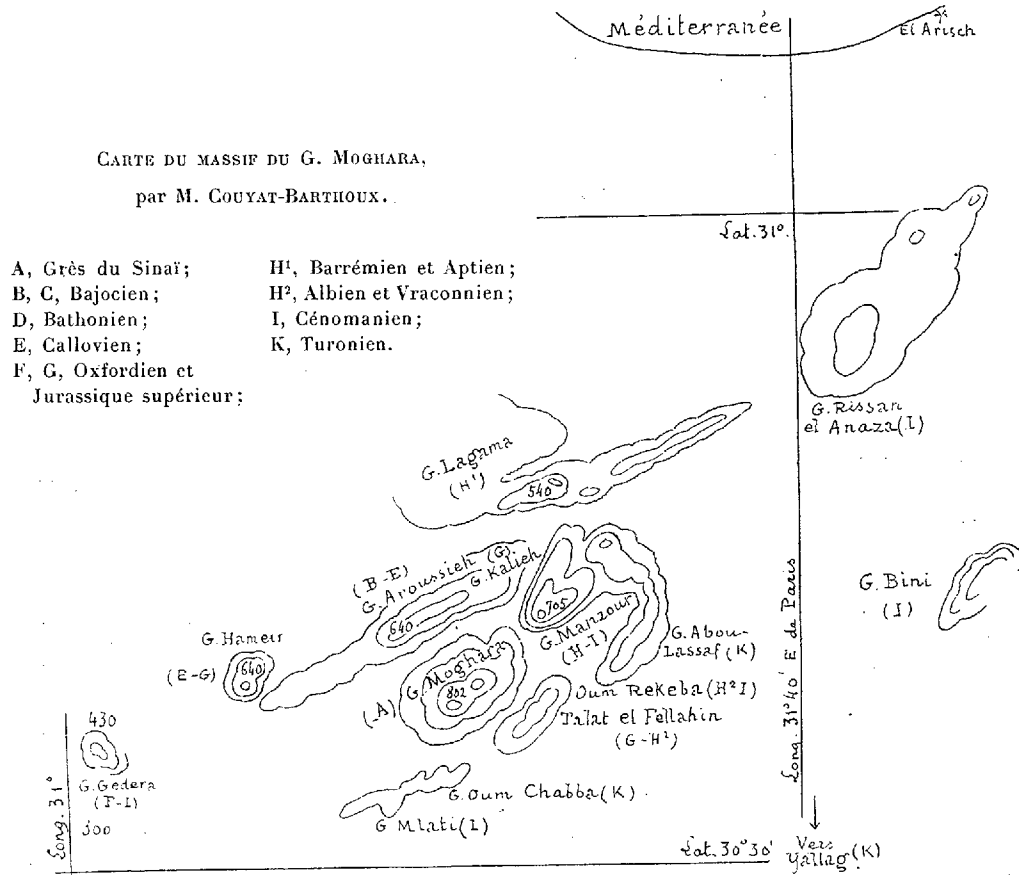 Méditerranée
El Arisch
CARTE DU MASSIF DU G. MOGHARA,
par M. COUYAT-BARTHOUX.
Lat. 31°.
A, Grès du Sinaï;
B, C, Bajocien;
D, Bathonien;
E, Callovien;
F, G, Oxfordien et
Jurassique supérieur;
H¹, Barrémien et Aptien;
H², Albien et Vraconnien;
I, Cénomanien;
K, Turonien.
G. Rissan
el Anaza (I)
G. Lagama
(H¹)
540
(B-E)
G. Aroussieh (G)
G. Kalieh
640
G. Hameir
(E-G)
640
705
G. Manzour
(H-I)
G. Abou-
Lassaf (K)
G. Bini
(I)
Long. 31°40' E de Paris
G. Moghara
802
(-A)
Oum Rekeba (H²I)
Talat el Fellahin
(G-H²)
430
G. Gedera
(F-I)
300
Long. 31°
G. Oum Chabba (K)
G Mlati (I)
Lat. 30°30'
Vers
Yallag (K)